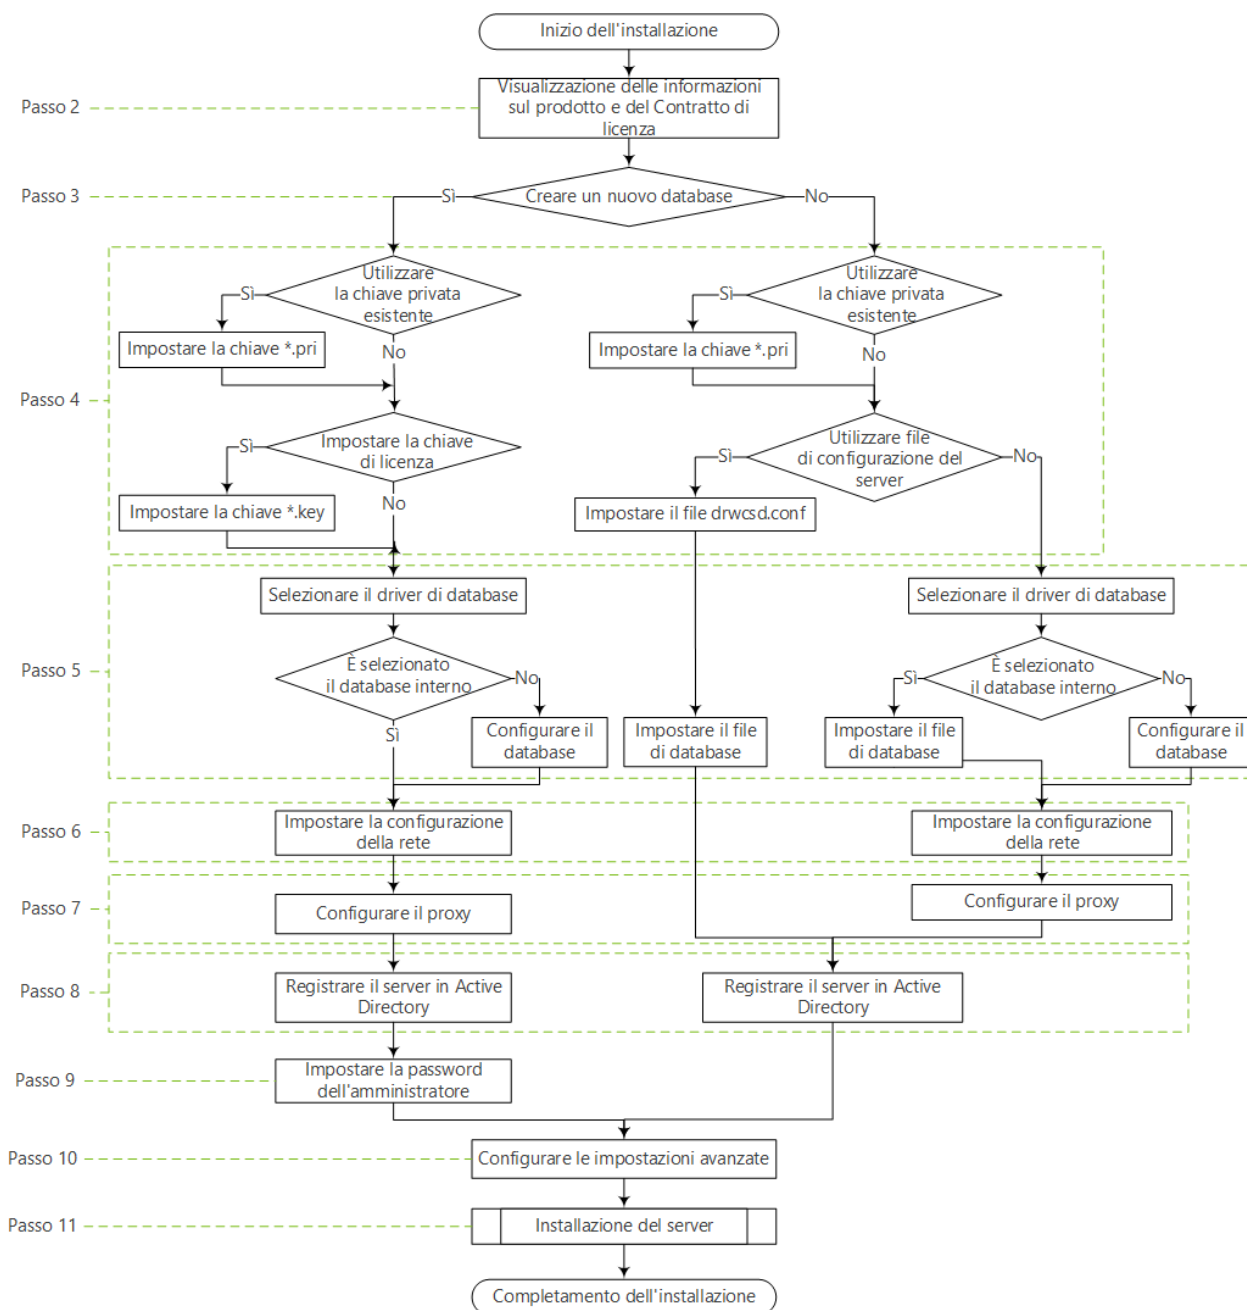 Inizio dell'installazione
Passo 2
Visualizzazione delle informazioni
sul prodotto e del Contratto di
licenza
Passo 3
Sì
Creare un nuovo database
No
Passo 4
Utilizzare
la chiave privata
esistente
Sì
Impostare la chiave *.pri
No
Utilizzare
la chiave privata
esistente
Sì
Impostare la chiave *.pri
No
Impostare la chiave
di licenza
Sì
Impostare la chiave *.key
No
Utilizzare file
di configurazione del
server
Sì
No
Impostare il file drwcsd.conf
Passo 5
Selezionare il driver di database
È selezionato
il database interno
No
Sì
Configurare il
database
Impostare il file
di database
Selezionare il driver di database
È selezionato
il database interno
Sì
No
Impostare il file
di database
Configurare il
database
Passo 6
Impostare la configurazione
della rete
Impostare la configurazione
della rete
Passo 7
Configurare il proxy
Configurare il proxy
Passo 8
Registrare il server in Active
Directory
Registrare il server in Active
Directory
Passo 9
Impostare la password
dell'amministratore
Passo 10
Configurare le impostazioni avanzate
Passo 11
Installazione del server
Completamento dell'installazione